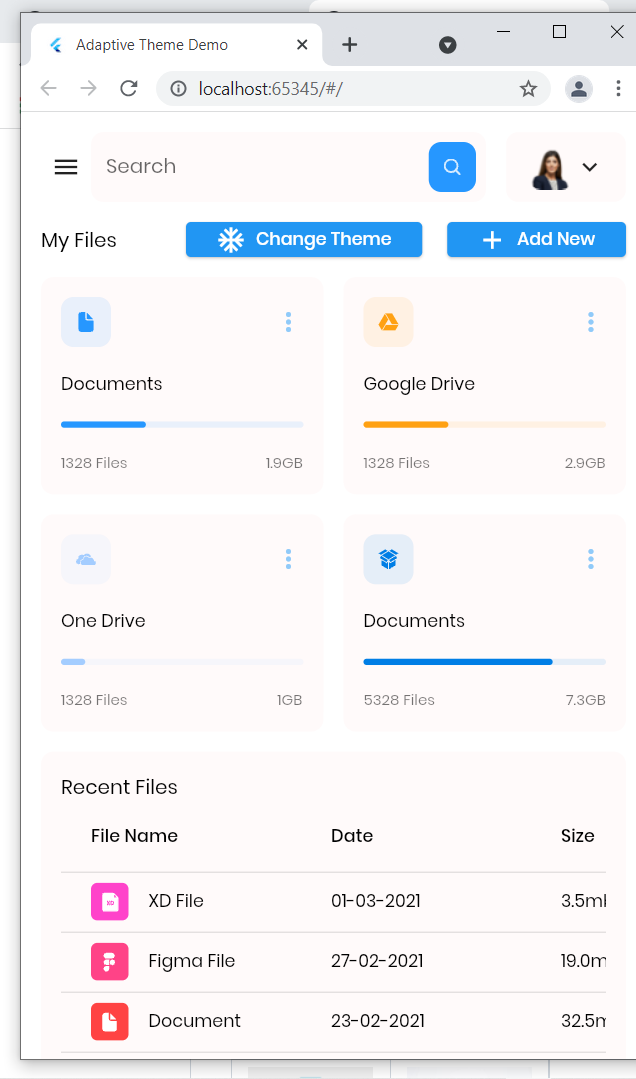 Adaptive Theme Demo
localhost:65345/#/
Search
My Files
Change Theme
Add New
Documents
1328 Files
1.9GB
Google Drive
1328 Files
2.9GB
One Drive
1328 Files
1GB
Documents
5328 Files
7.3GB
Recent Files
File Name Date Size
XD
XD File 01-03-2021 3.5m
Figma File 27-02-2021 19.0m
Document 23-02-2021 32.5m